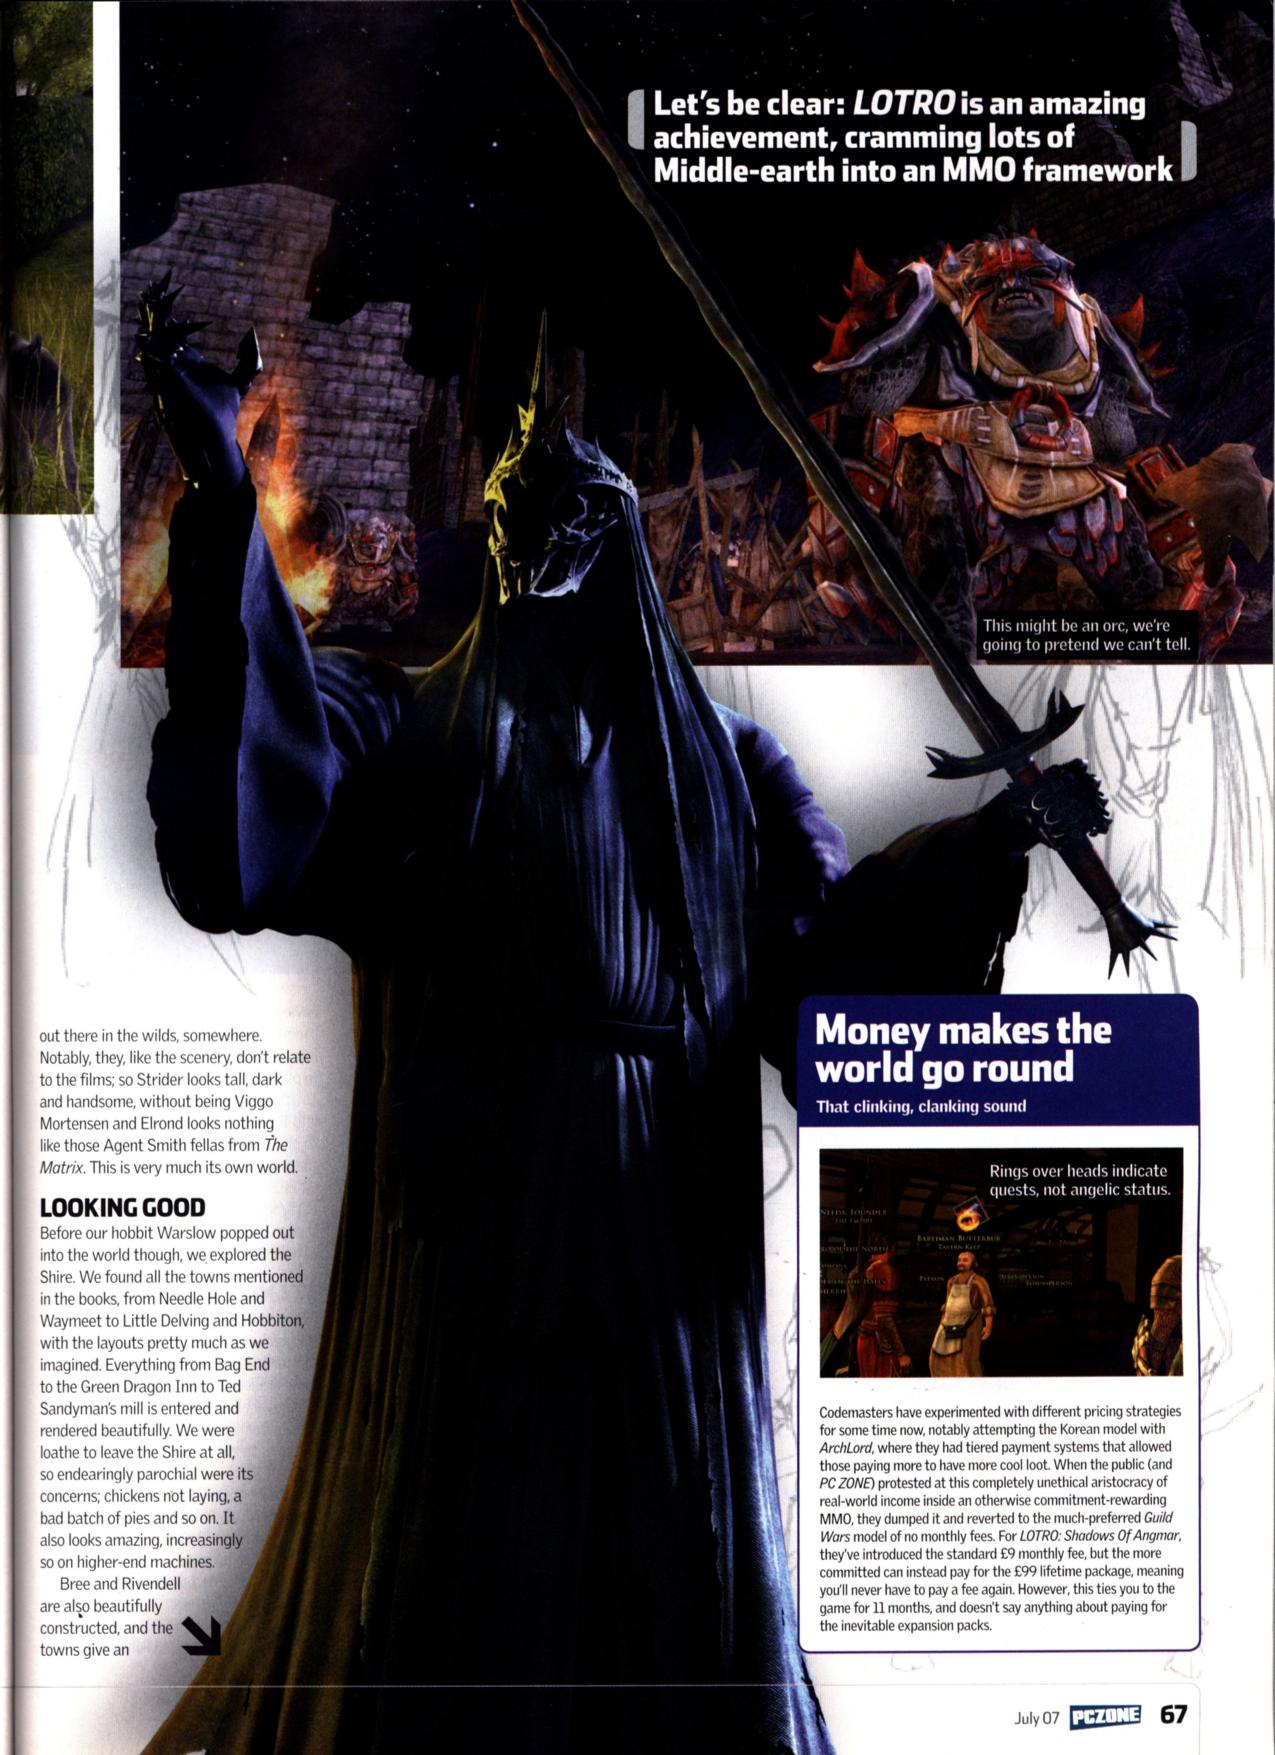 Let's be clear: LOTRO is an amazing
achievement, cramming lots of
Middle-earth into an MMO framework
This might be an orc, we're
going to pretend we can't tell.
out there in the wilds, somewhere.
Notably, they, like the scenery, don't relate
to the films; so Strider looks tall, dark
and handsome, without being Viggo
Mortensen and Elrond looks nothing
like those Agent Smith fellas from The
Matrix. This is very much its own world.
LOOKING GOOD
Before our hobbit Warslow popped out
into the world though, we explored the
Shire. We found all the towns mentioned
in the books, from Needle Hole and
Waymeet to Little Delving and Hobbiton,
with the layouts pretty much as we
imagined. Everything from Bag End
to the Green Dragon Inn to Ted
Sandyman's mill is entered and
rendered beautifully. We were
loathe to leave the Shire at all,
so endearingly parochial were its
concerns; chickens not laying, a
bad batch of pies and so on. It
also looks amazing, increasingly
so on higher-end machines.
Bree and Rivendell
are also beautifully
constructed, and the
towns give an
Money makes the
world go round
That clinking, clanking sound
Rings over heads indicate
quests, not angelic status.
BARLIMAN BUTTERBUR
TAVERN KEEP
PATRON
TOWNSPERSON
Codemasters have experimented with different pricing strategies
for some time now, notably attempting the Korean model with
ArchLord, where they had tiered payment systems that allowed
those paying more to have more cool loot. When the public (and
PC ZONE) protested at this completely unethical aristocracy of
real-world income inside an otherwise commitment-rewarding
MMO, they dumped it and reverted to the much-preferred Guild
Wars model of no monthly fees. For LOTRO: Shadows Of Angmar,
they've introduced the standard £9 monthly fee, but the more
committed can instead pay for the £99 lifetime package, meaning
you'll never have to pay a fee again. However, this ties you to the
game for 11 months, and doesn't say anything about paying for
the inevitable expansion packs.
July 07 PCZONE 67